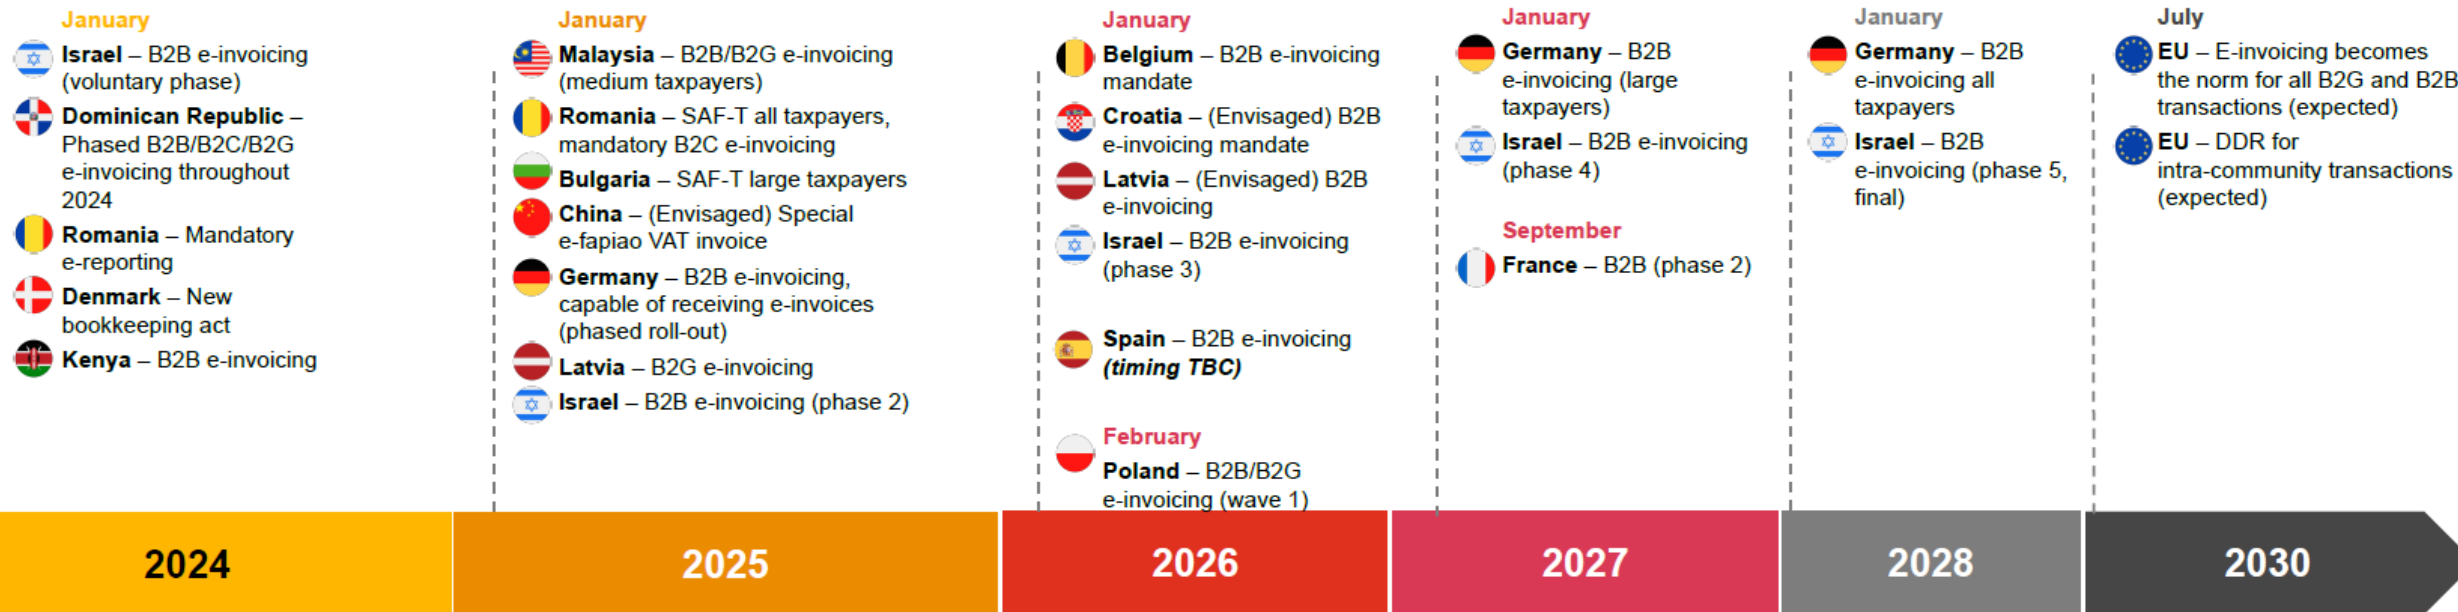 January
Israel – B2B e-invoicing
(voluntary phase)
Dominican Republic –
Phased B2B/B2C/B2G
e-invoicing throughout
2024
Romania – Mandatory
e-reporting
Denmark – New
bookkeeping act
Kenya – B2B e-invoicing
2024
January
Malaysia – B2B/B2G e-invoicing
(medium taxpayers)
Romania – SAF-T all taxpayers,
mandatory B2C e-invoicing
Bulgaria – SAF-T large taxpayers
China – (Envisaged) Special
e-fapiao VAT invoice
Germany – B2B e-invoicing,
capable of receiving e-invoices
(phased roll-out)
Latvia – B2G e-invoicing
Israel – B2B e-invoicing (phase 2)
2025
January
Belgium – B2B e-invoicing
mandate
Croatia – (Envisaged) B2B
e-invoicing mandate
Latvia – (Envisaged) B2B
e-invoicing
Israel – B2B e-invoicing
(phase 3)
Spain – B2B e-invoicing
(timing TBC)
February
Poland – B2B/B2G
e-invoicing (wave 1)
2026
January
Germany – B2B
e-invoicing (large
taxpayers)
Israel – B2B e-invoicing
(phase 4)
September
France – B2B (phase 2)
2027
January
Germany – B2B
e-invoicing all
taxpayers
Israel – B2B
e-invoicing (phase 5,
final)
2028
July
EU – E-invoicing becomes
the norm for all B2G and B2B
transactions (expected)
EU – DDR for
intra-community transactions
(expected)
2030